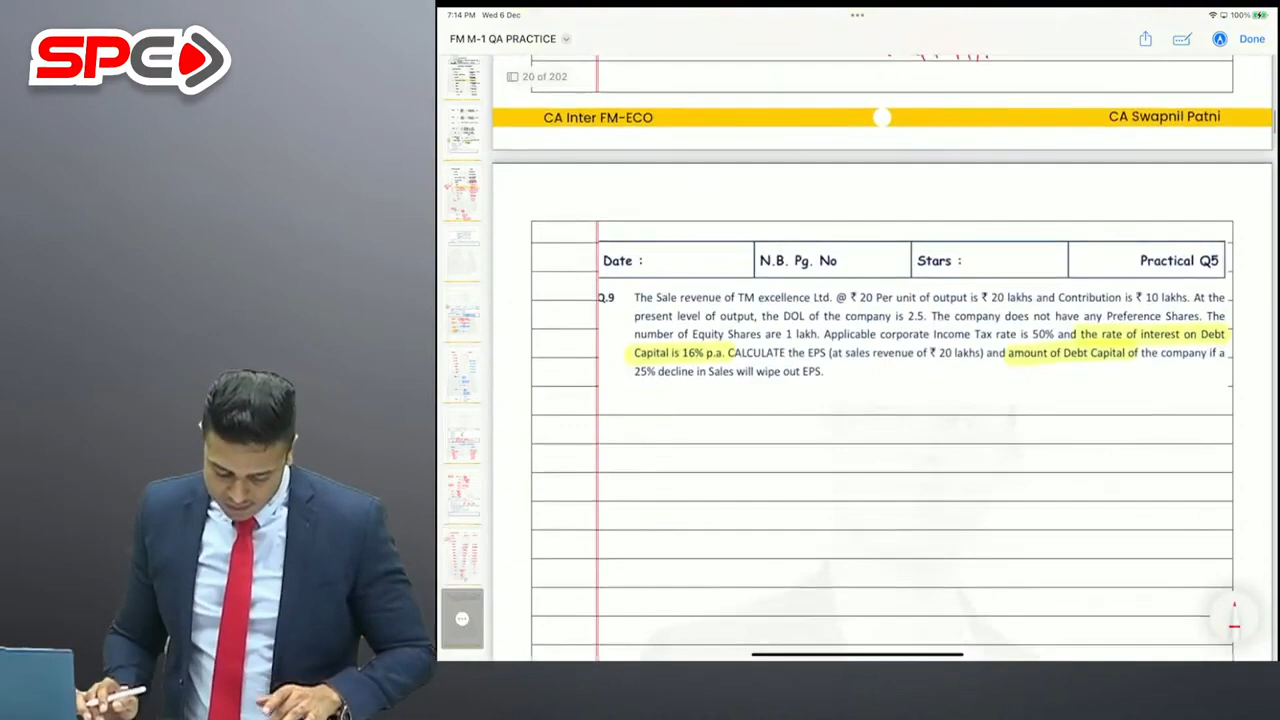 SPC
7:14 PM Wed 6 Dec
100%
FM M-1 QA PRACTICE
Done
20 of 202
CA Inter FM-ECO
CA Swapnil Patni
Date :
N.B. Pg. No
Stars :
Practical Q5
Q.9 The Sale revenue of TM excellence Ltd. @ ₹ 20 Per unit of output is ₹ 20 lakhs and Contribution is ₹ 10 lakhs. At the
present level of output, the DOL of the company is 2.5. The company does not have any Preference Shares. The
number of Equity Shares are 1 lakh. Applicable corporate Income Tax rate is 50% and the rate of interest on Debt
Capital is 16% p.a. CALCULATE the EPS (at sales revenue of ₹ 20 lakhs) and amount of Debt Capital of the company if a
25% decline in Sales will wipe out EPS.